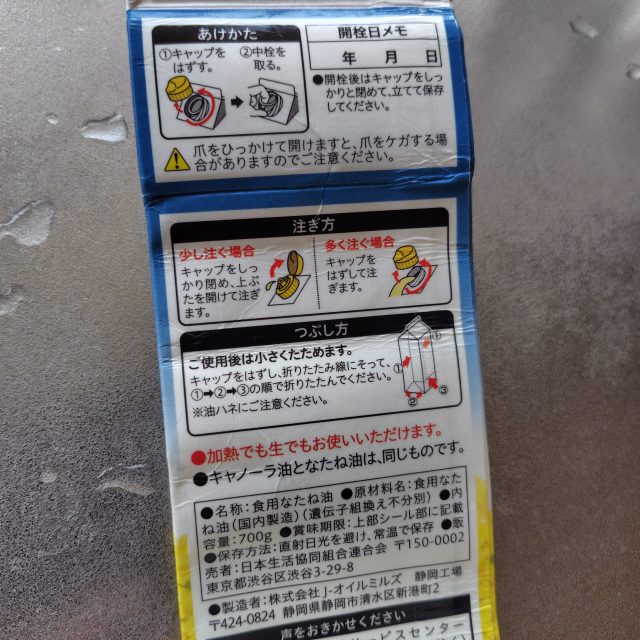 あけかた
①キャップを
はずす。
②中栓を
取る。
開栓日メモ
年 月 日
●開栓後はキャップをしっ
かりと閉めて、立てて保存
してください。
爪をひっかけて開けますと、爪をケガする場
合がありますのでご注意ください。
注ぎ方
少し注ぐ場合
キャップをしっ
かり閉め、上ぶ
たを開けて注ぎ
ます。
多く注ぐ場合
キャップを
はずして注
ぎます。
つぶし方
ご使用後は小さくたためます。
キャップをはずし、折りたたみ線にそって、
①➡②➡③の順で折りたたんでください。
※油ハネにご注意ください。
① ① ② ③
●加熱でも生でもお使いいただけます。
●キャノーラ油となたね油は、同じものです。
●名称:食用なたね油 ●原材料名:食用なた
ね油(国内製造)(遺伝子組換え不分別) ●内
容量:700g ●賞味期限:上部シール部に記載
●保存方法:直射日光を避け、常温で保存 ●販
売者:日本生活協同組合連合会 〒150-0002
東京都渋谷区渋谷3-29-8
●製造者:株式会社J-オイルミルズ 静岡工場
〒424-0824 静岡県静岡市清水区新港町2
声をおきかせください
ービスセンター